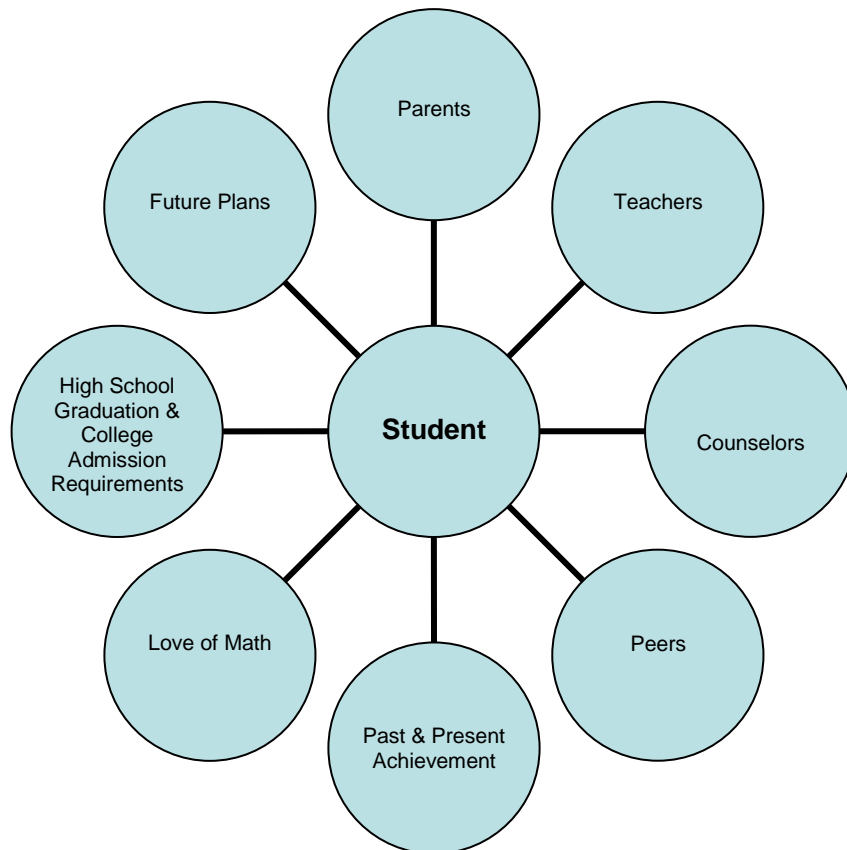 Parents
Future Plans
Teachers
High School
Graduation &
College
Admission
Requirements
Student
Counselors
Love of Math
Peers
Past & Present
Achievement